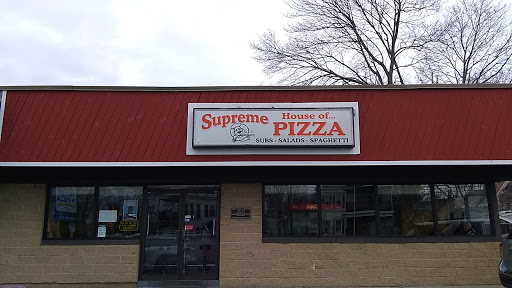 Supreme
House of...
PIZZA
SUBS - SALADS - SPAGHETTI